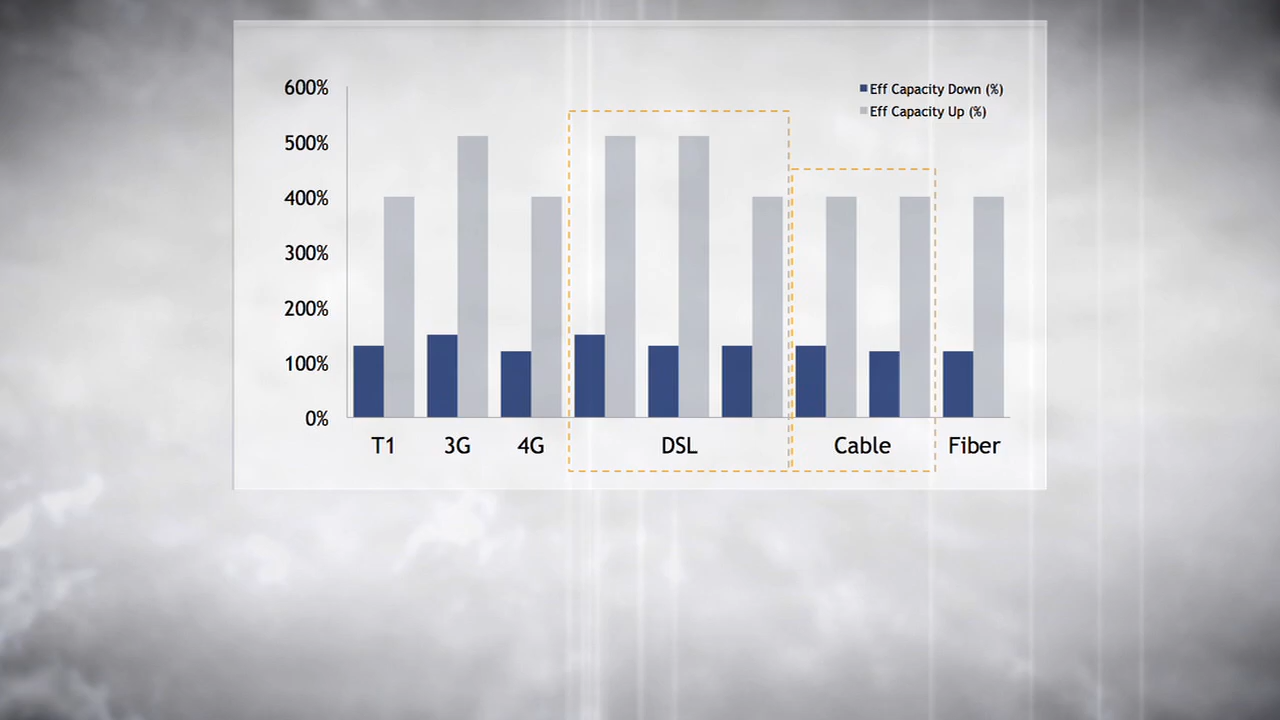 600%
500%
400%
300%
200%
100%
0%
Eff Capacity Down (%)
Eff Capacity Up (%)
T1 3G 4G DSL Cable Fiber